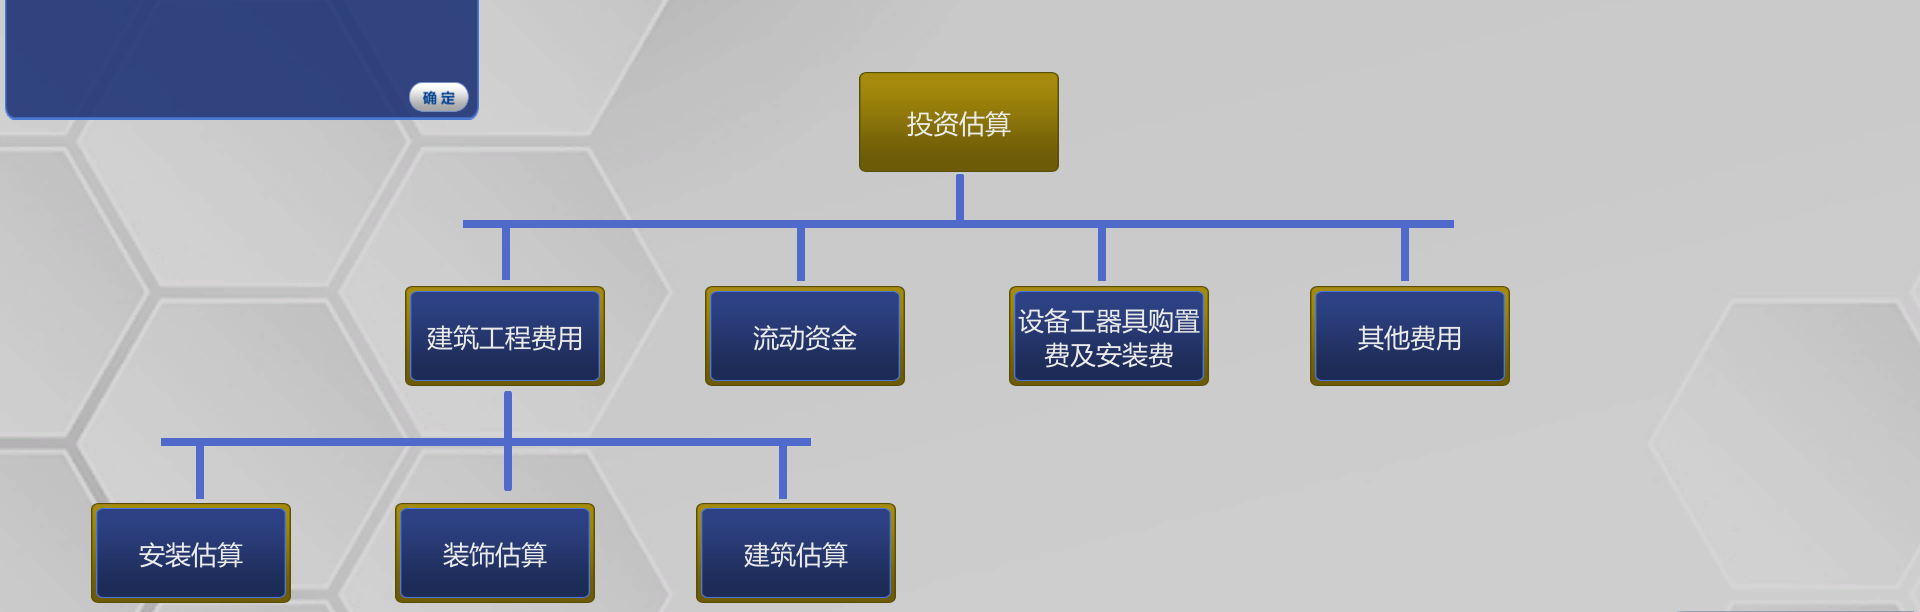 确 定
投资估算
建筑工程费用
流动资金
设备工器具购置
费及安装费
其他费用
安装估算
装饰估算
建筑估算